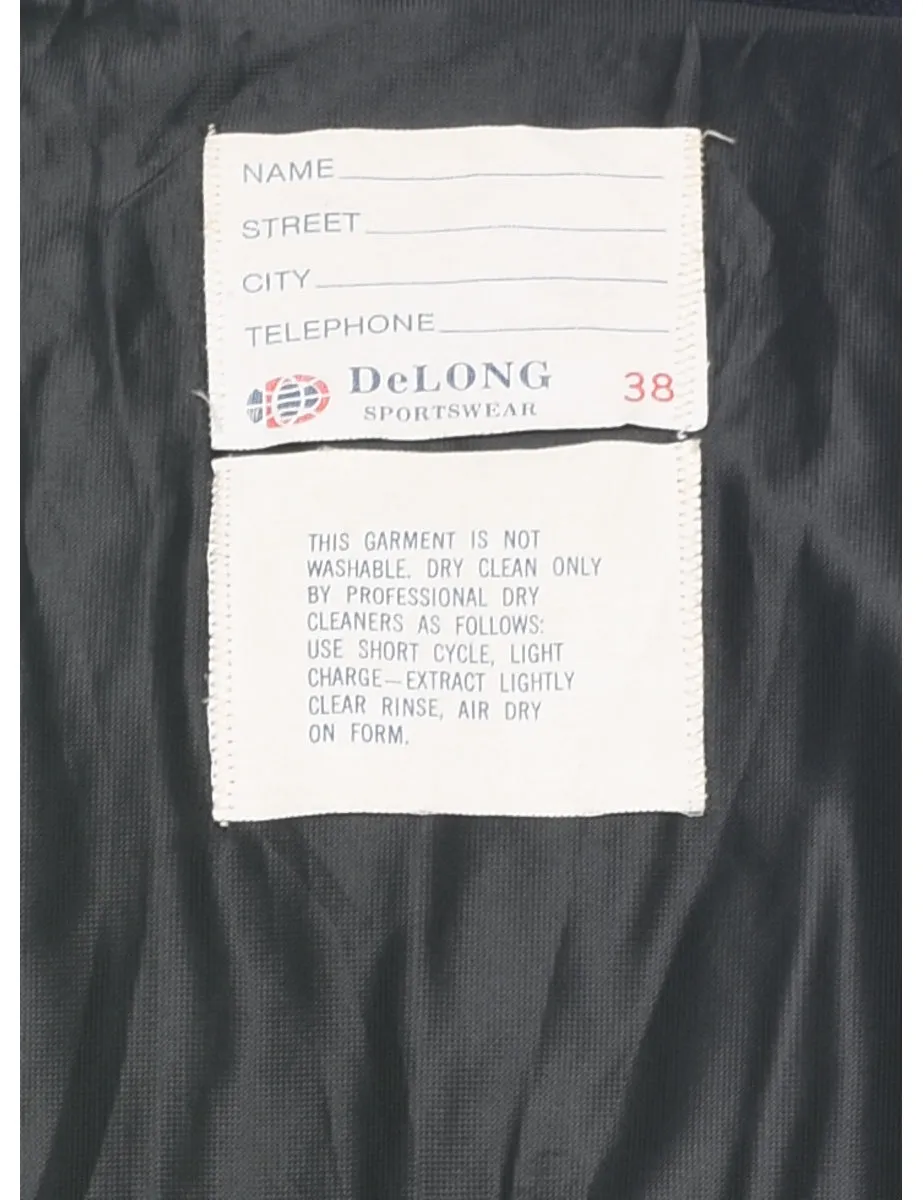 NAME
STREET
CITY
TELEPHONE
DeLONG 38
SPORTSWEAR
THIS GARMENT IS NOT
WASHABLE. DRY CLEAN ONLY
BY PROFESSIONAL DRY
CLEANERS AS FOLLOWS:
USE SHORT CYCLE, LIGHT
CHARGE—EXTRACT LIGHTLY
CLEAR RINSE, AIR DRY
ON FORM.